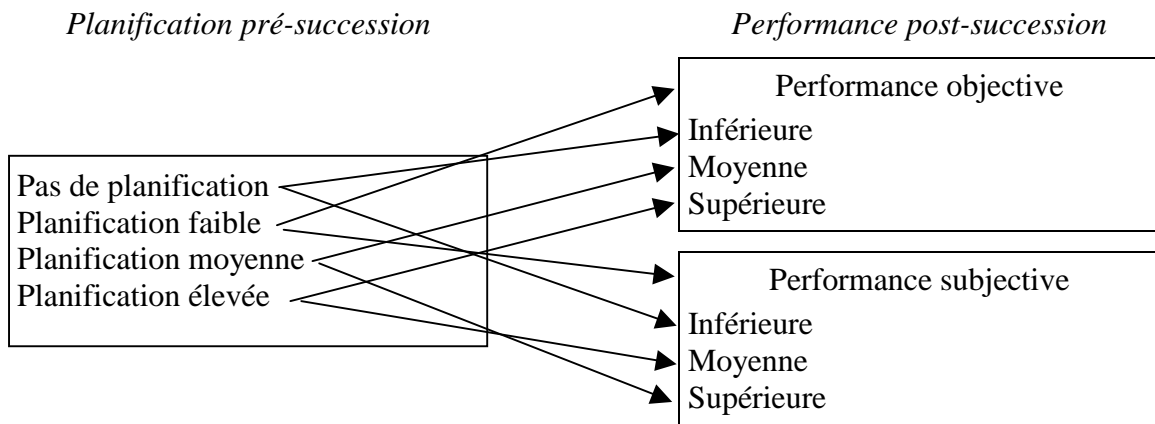 Planification pré-succession
Performance post-succession
Pas de planification
Planification faible
Planification moyenne
Planification élevée
Performance objective
Inférieure
Moyenne
Supérieure
Performance subjective
Inférieure
Moyenne
Supérieure